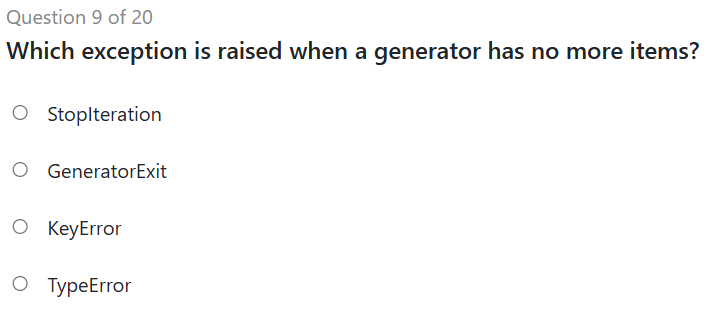 Question 9 of 20
Which exception is raised when a generator has no more items?
StopIteration
GeneratorExit
KeyError
TypeError